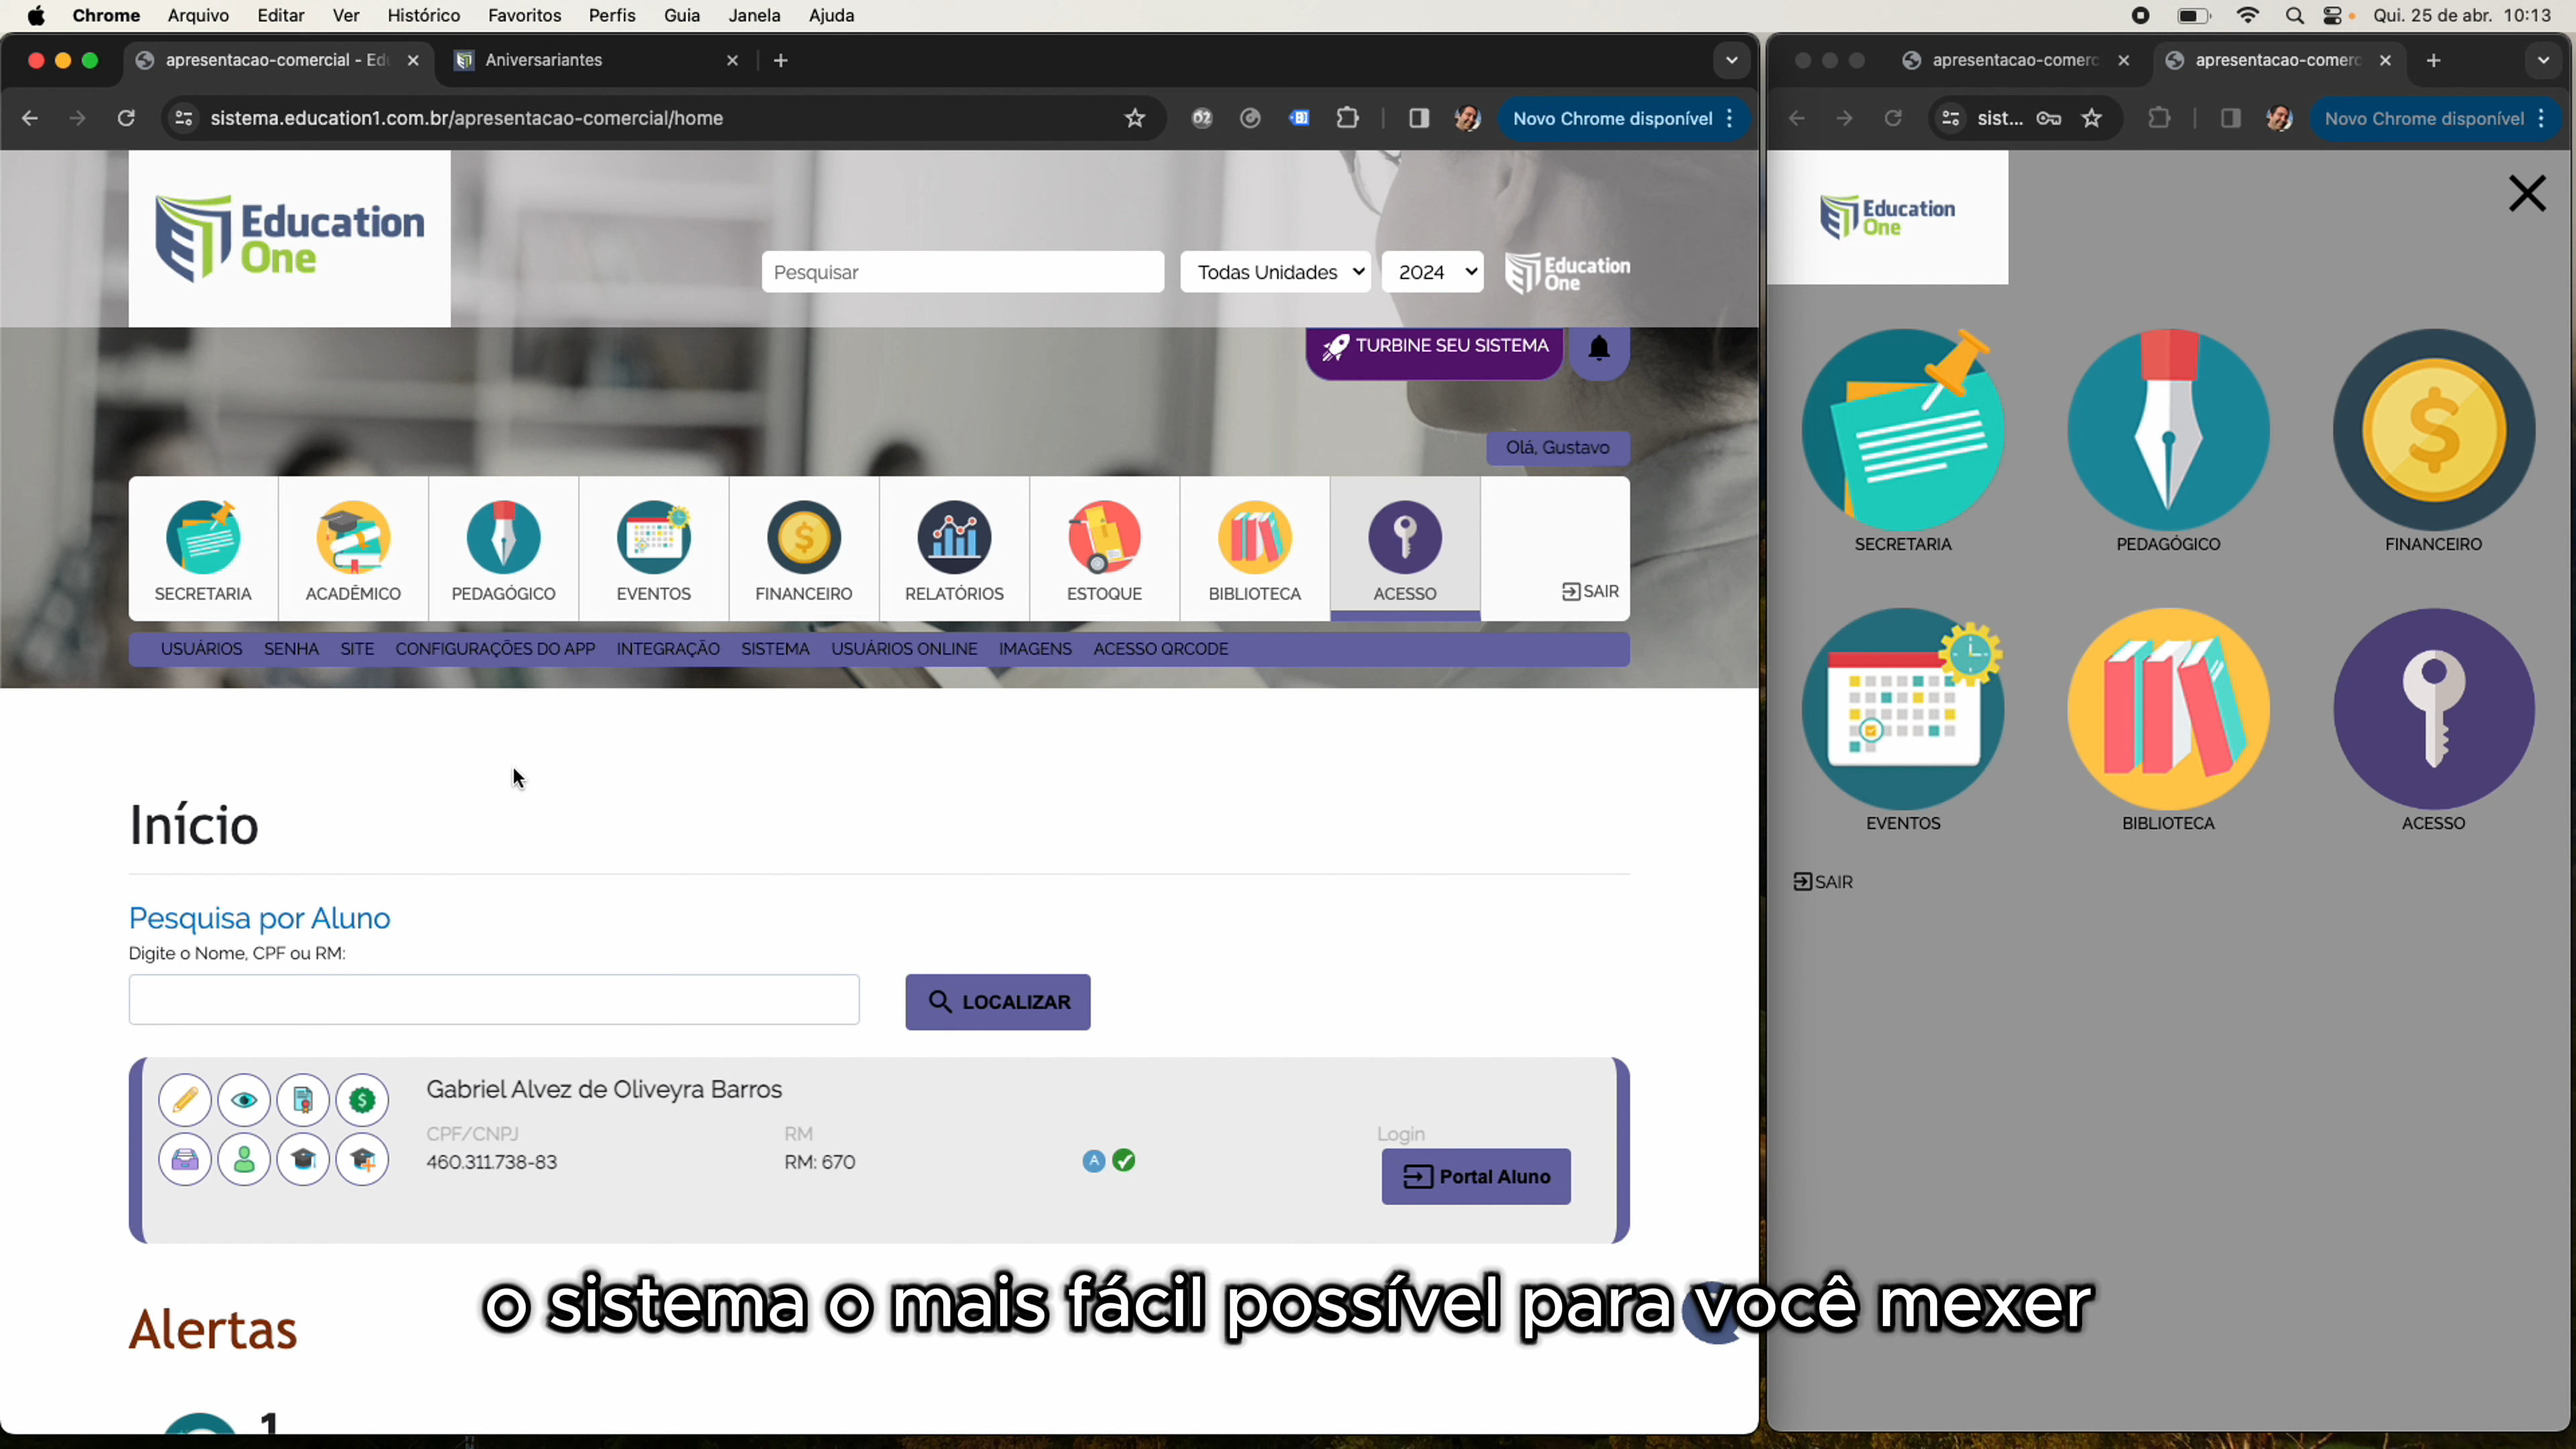 Chrome Arquivo Editar Ver Histórico Favoritos Perfis Guia Janela Ajuda
Qui. 25 de abr. 10:13
apresentacao-comercial - Ed
Aniversariantes
sistema.education1.com.br/apresentacao-comercial/home
Novo Chrome disponível
Education
One
Pesquisar
Todas Unidades
2024
Education
One
TURBINE SEU SISTEMA
Olá, Gustavo
SECRETARIA
ACADÊMICO
PEDAGÓGICO
EVENTOS
FINANCEIRO
RELATÓRIOS
ESTOQUE
BIBLIOTECA
ACESSO
SAIR
USUÁRIOS SENHA SITE CONFIGURAÇÕES DO APP INTEGRAÇÃO SISTEMA USUÁRIOS ONLINE IMAGENS ACESSO QRCODE
Início
Pesquisa por Aluno
Digite o Nome, CPF ou RM:
LOCALIZAR
Gabriel Alvez de Oliveyra Barros
CPF/CNPJ
460.311.738-83
RM
RM: 670
A
Login
Portal Aluno
Alertas
1
apresentacao-comerc
apresentacao-comerc
sist...
Novo Chrome disponível
Education
One
SECRETARIA
PEDAGÓGICO
FINANCEIRO
EVENTOS
BIBLIOTECA
ACESSO
SAIR
o sistema o mais fácil possível para você mexer